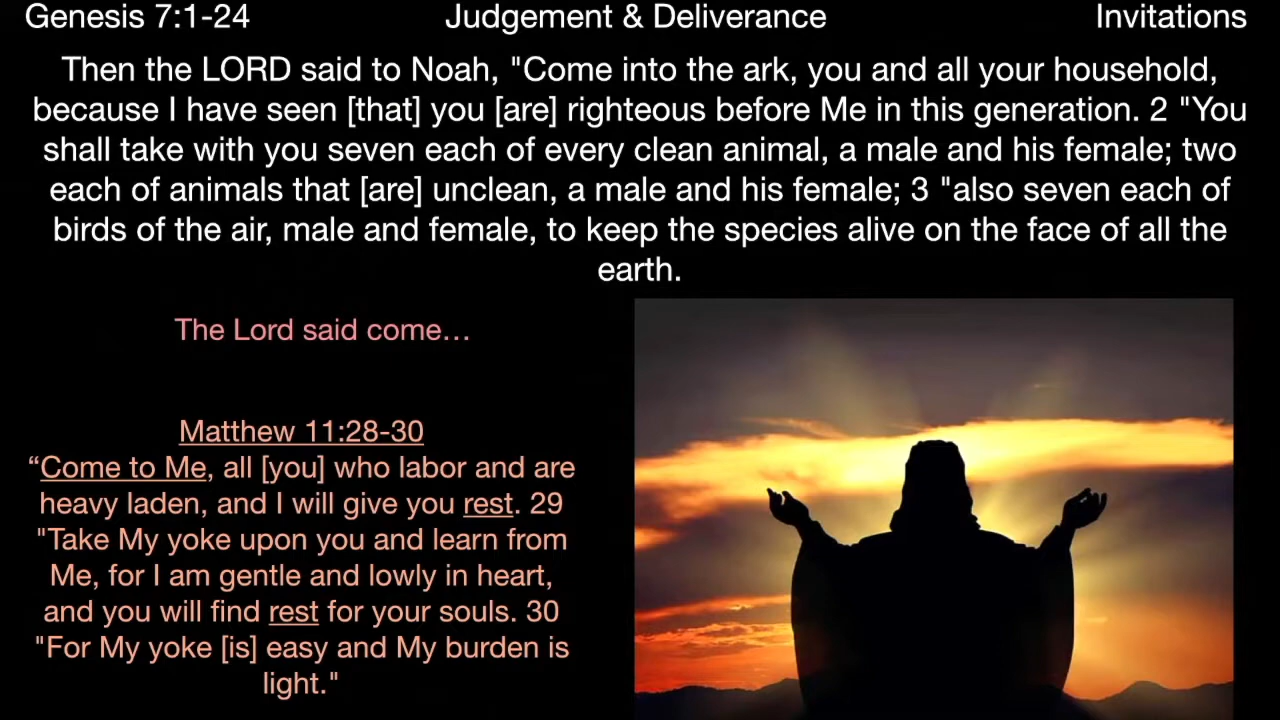 Genesis 7:1-24 Judgement & Deliverance Invitations
Then the LORD said to Noah, "Come into the ark, you and all your household,
because I have seen [that] you [are] righteous before Me in this generation. 2 "You
shall take with you seven each of every clean animal, a male and his female; two
each of animals that [are] unclean, a male and his female; 3 "also seven each of
birds of the air, male and female, to keep the species alive on the face of all the
earth.
The Lord said come…
Matthew 11:28-30
“Come to Me, all [you] who labor and are
heavy laden, and I will give you rest. 29
"Take My yoke upon you and learn from
Me, for I am gentle and lowly in heart,
and you will find rest for your souls. 30
"For My yoke [is] easy and My burden is
light."